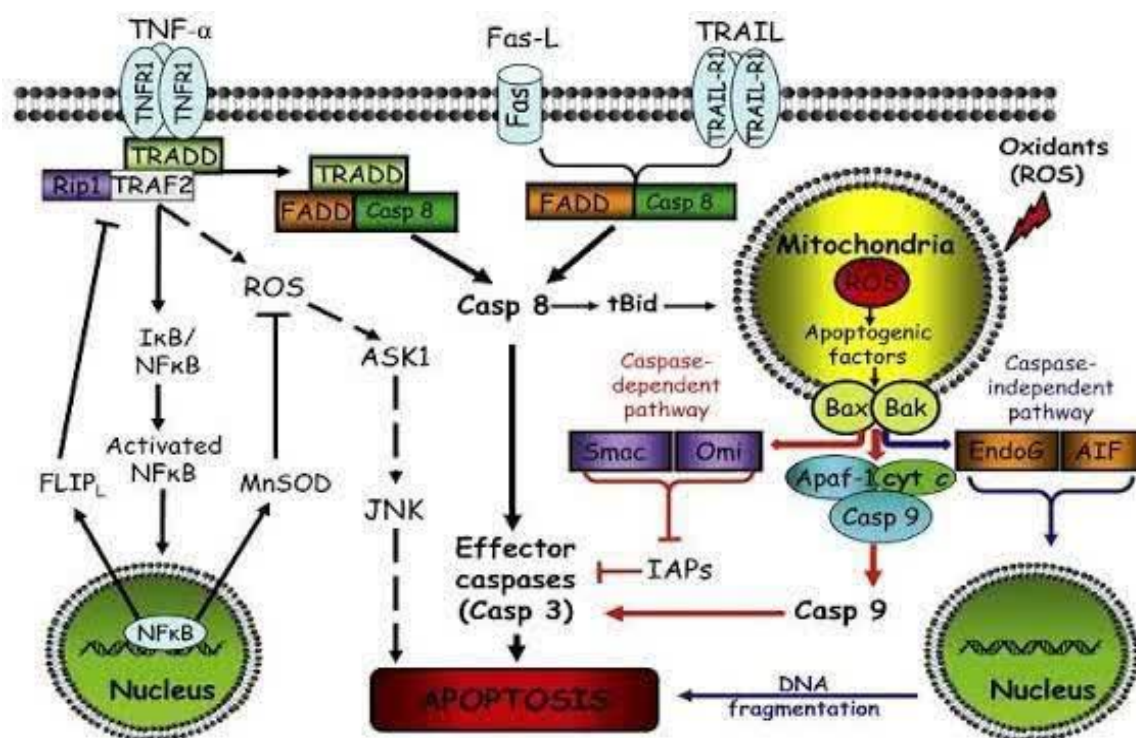 TNF-α
Fas-L
TRAIL
TNFR1
TNFR1
Fas
TRAIL-R1
TRAIL-R1
TRADD
Rip1
TRAF2
TRADD
FADD
Casp 8
FADD
Casp 8
Oxidants
(ROS)
Mitochondria
ROS
Apoptogenic
factors
Bax
Bak
ROS
Casp 8
tBid
IκB/
NFκB
ASK1
Caspase-
dependent
pathway
Caspase-
independent
pathway
Activated
NFκB
FLIPL
MnSOD
JNK
Smac
Omi
Apaf-1
cyt c
Casp 9
EndoG
AIF
Effector
caspases
(Casp 3)
IAPs
Casp 9
NFκB
Nucleus
APOPTOSIS
DNA
fragmentation
Nucleus